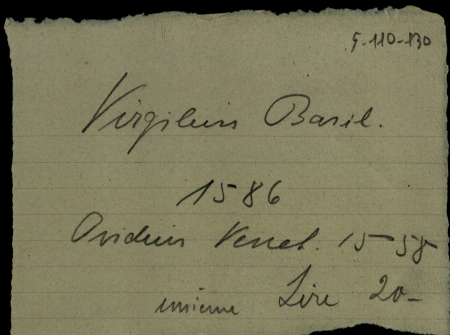 5-110-130
Virgilius Basil.
1586
Ovidius Venet. 1558
insieme Lire 20-